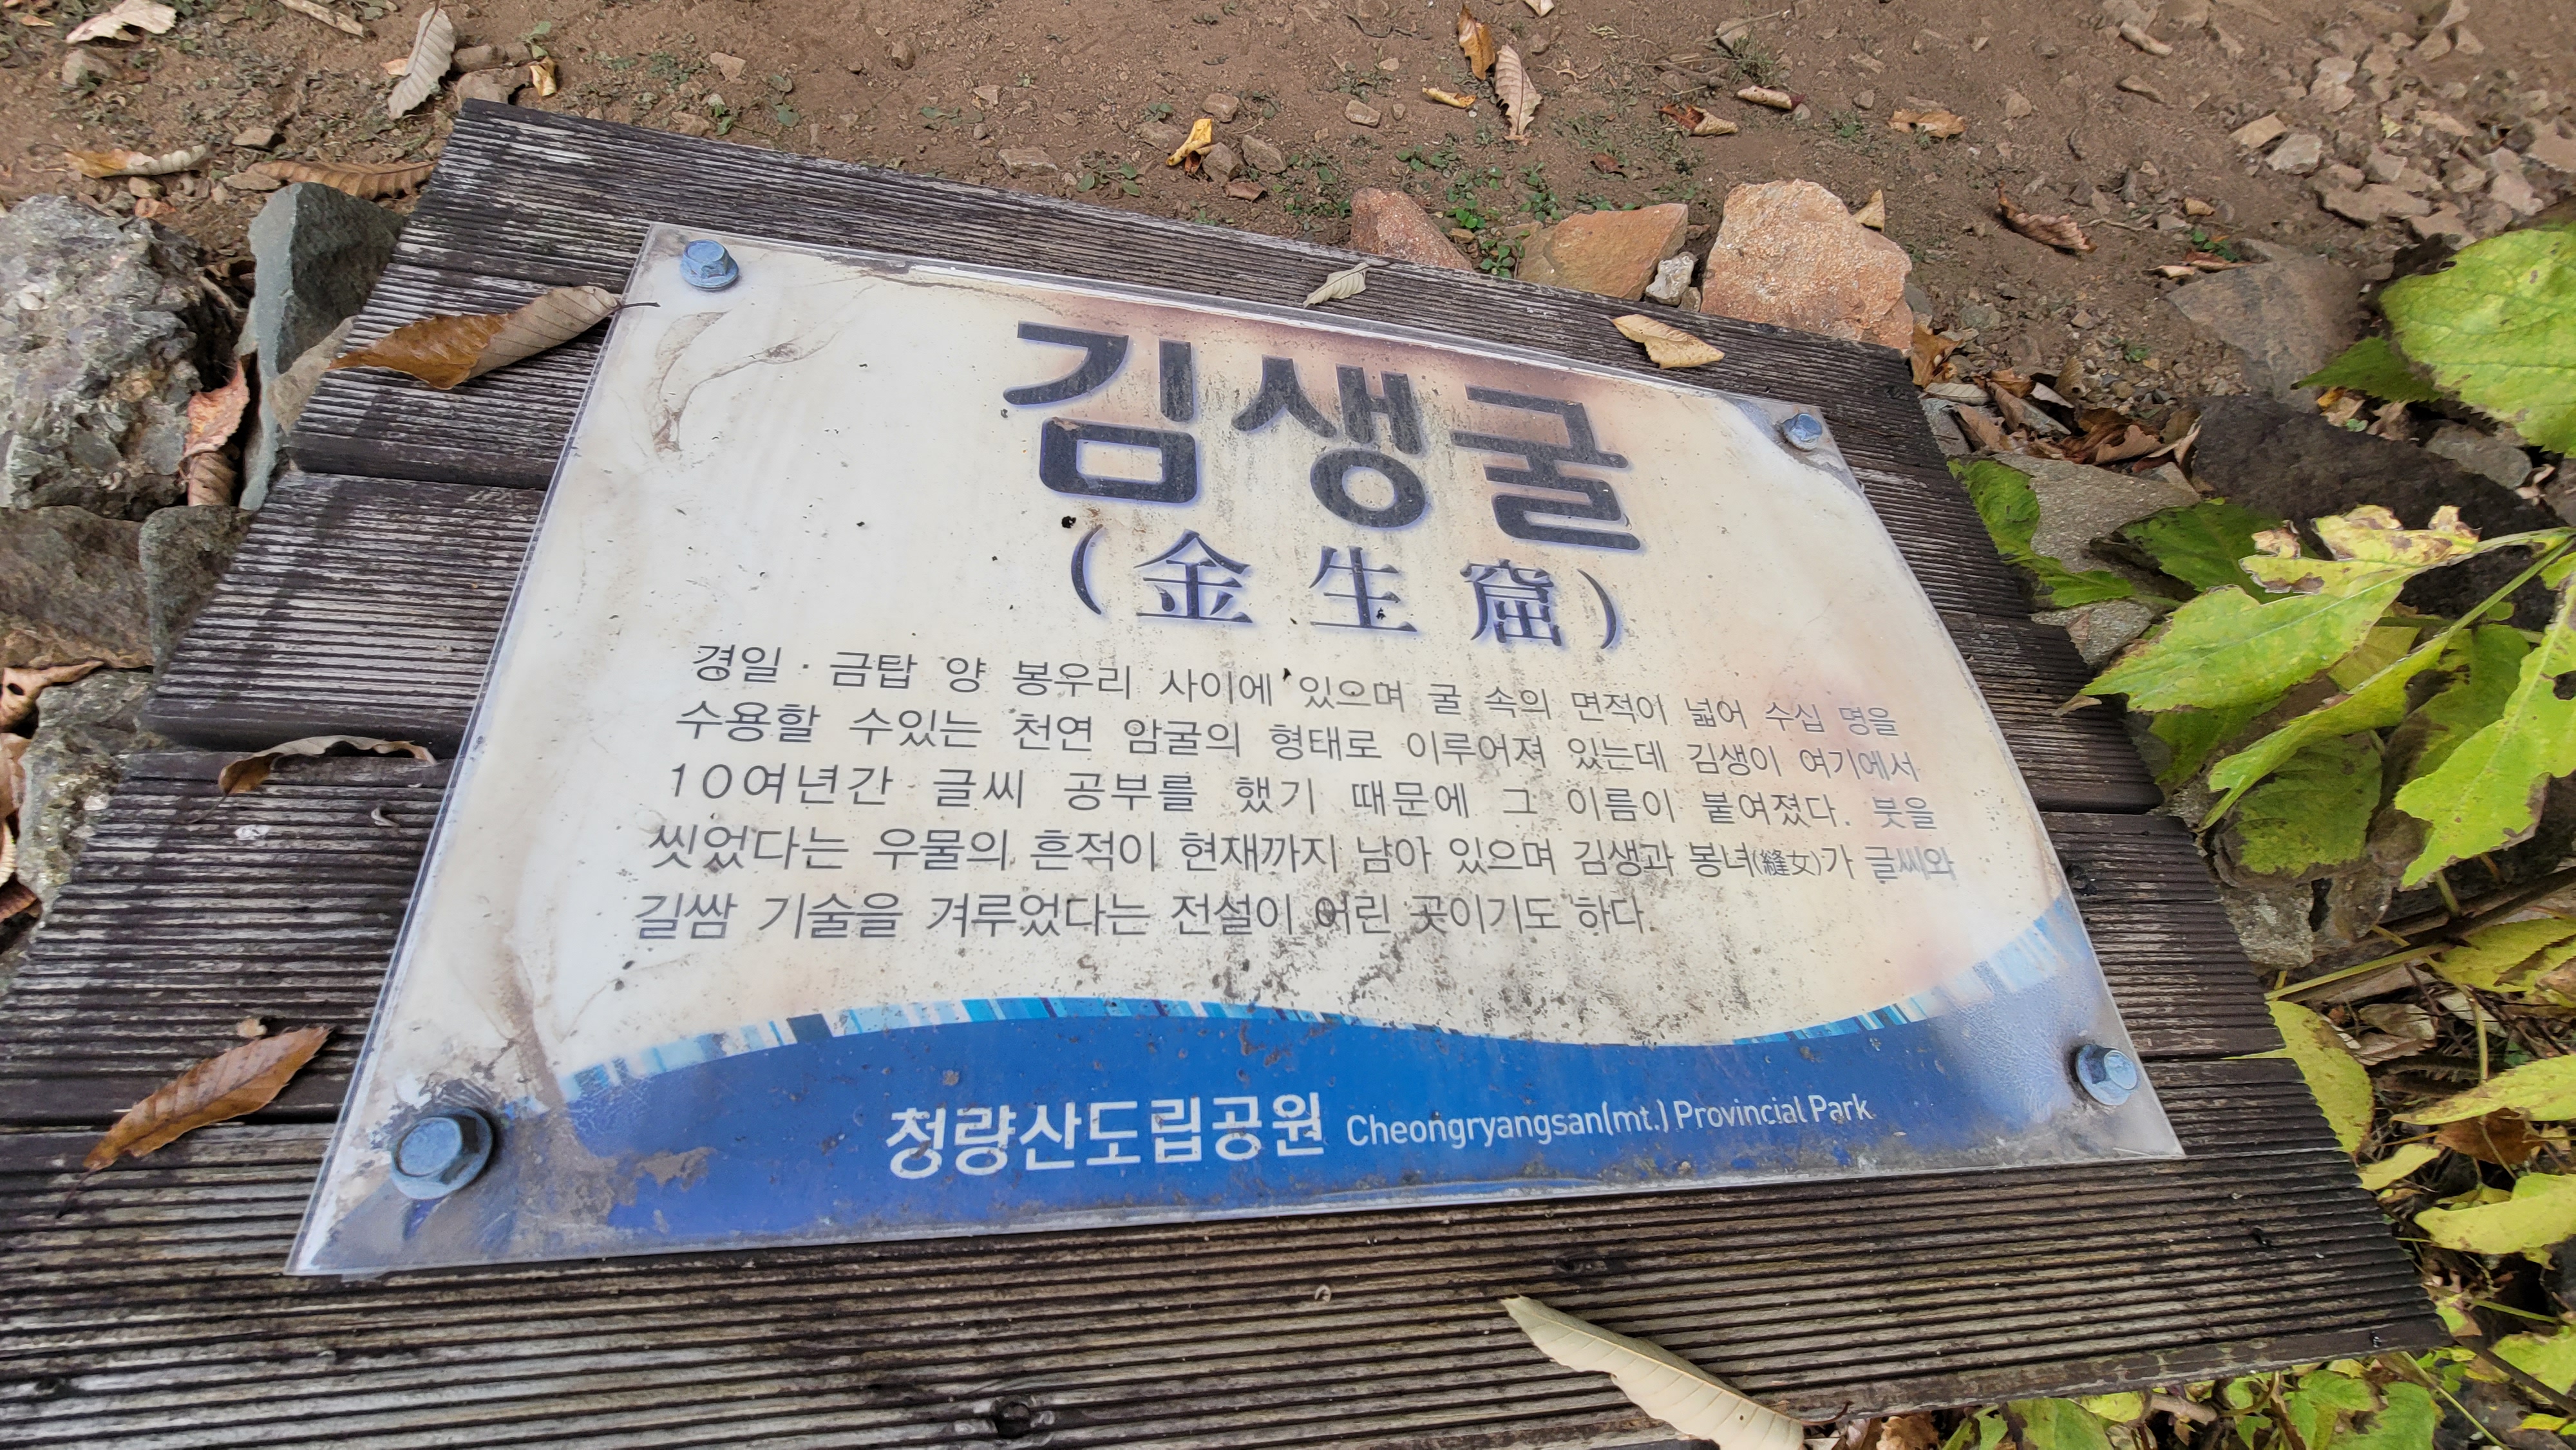 김생굴
(金生窟)
경일 · 금탑 양 봉우리 사이에 있으며 굴 속의 면적이 넓어 수십 명을
수용할 수있는 천연 암굴의 형태로 이루어져 있는데 김생이 여기에서
10여년간 글씨 공부를 했기 때문에 그 이름이 붙여졌다. 붓을
씻었다는 우물의 흔적이 현재까지 남아 있으며 김생과 봉녀(縫女)가 글씨와
길쌈 기술을 겨루었다는 전설이 어린 곳이기도 하다.
청량산도립공원 Cheongryangsan(mt.) Provincial Park